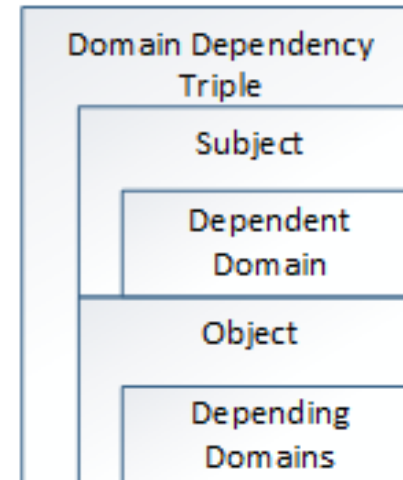 Domain Dependency
Triple
Subject
Dependent
Domain
Object
Depending
Domains